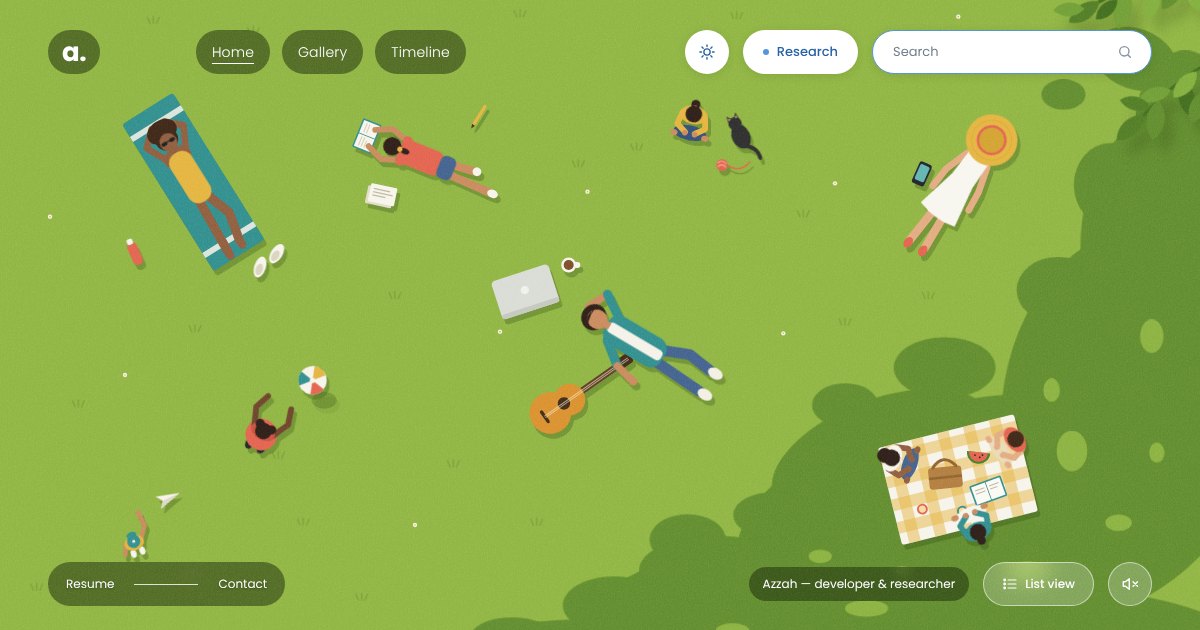 a.
Home
Gallery
Timeline
Research
Search
Resume
Contact
Azzah — developer & researcher
List view